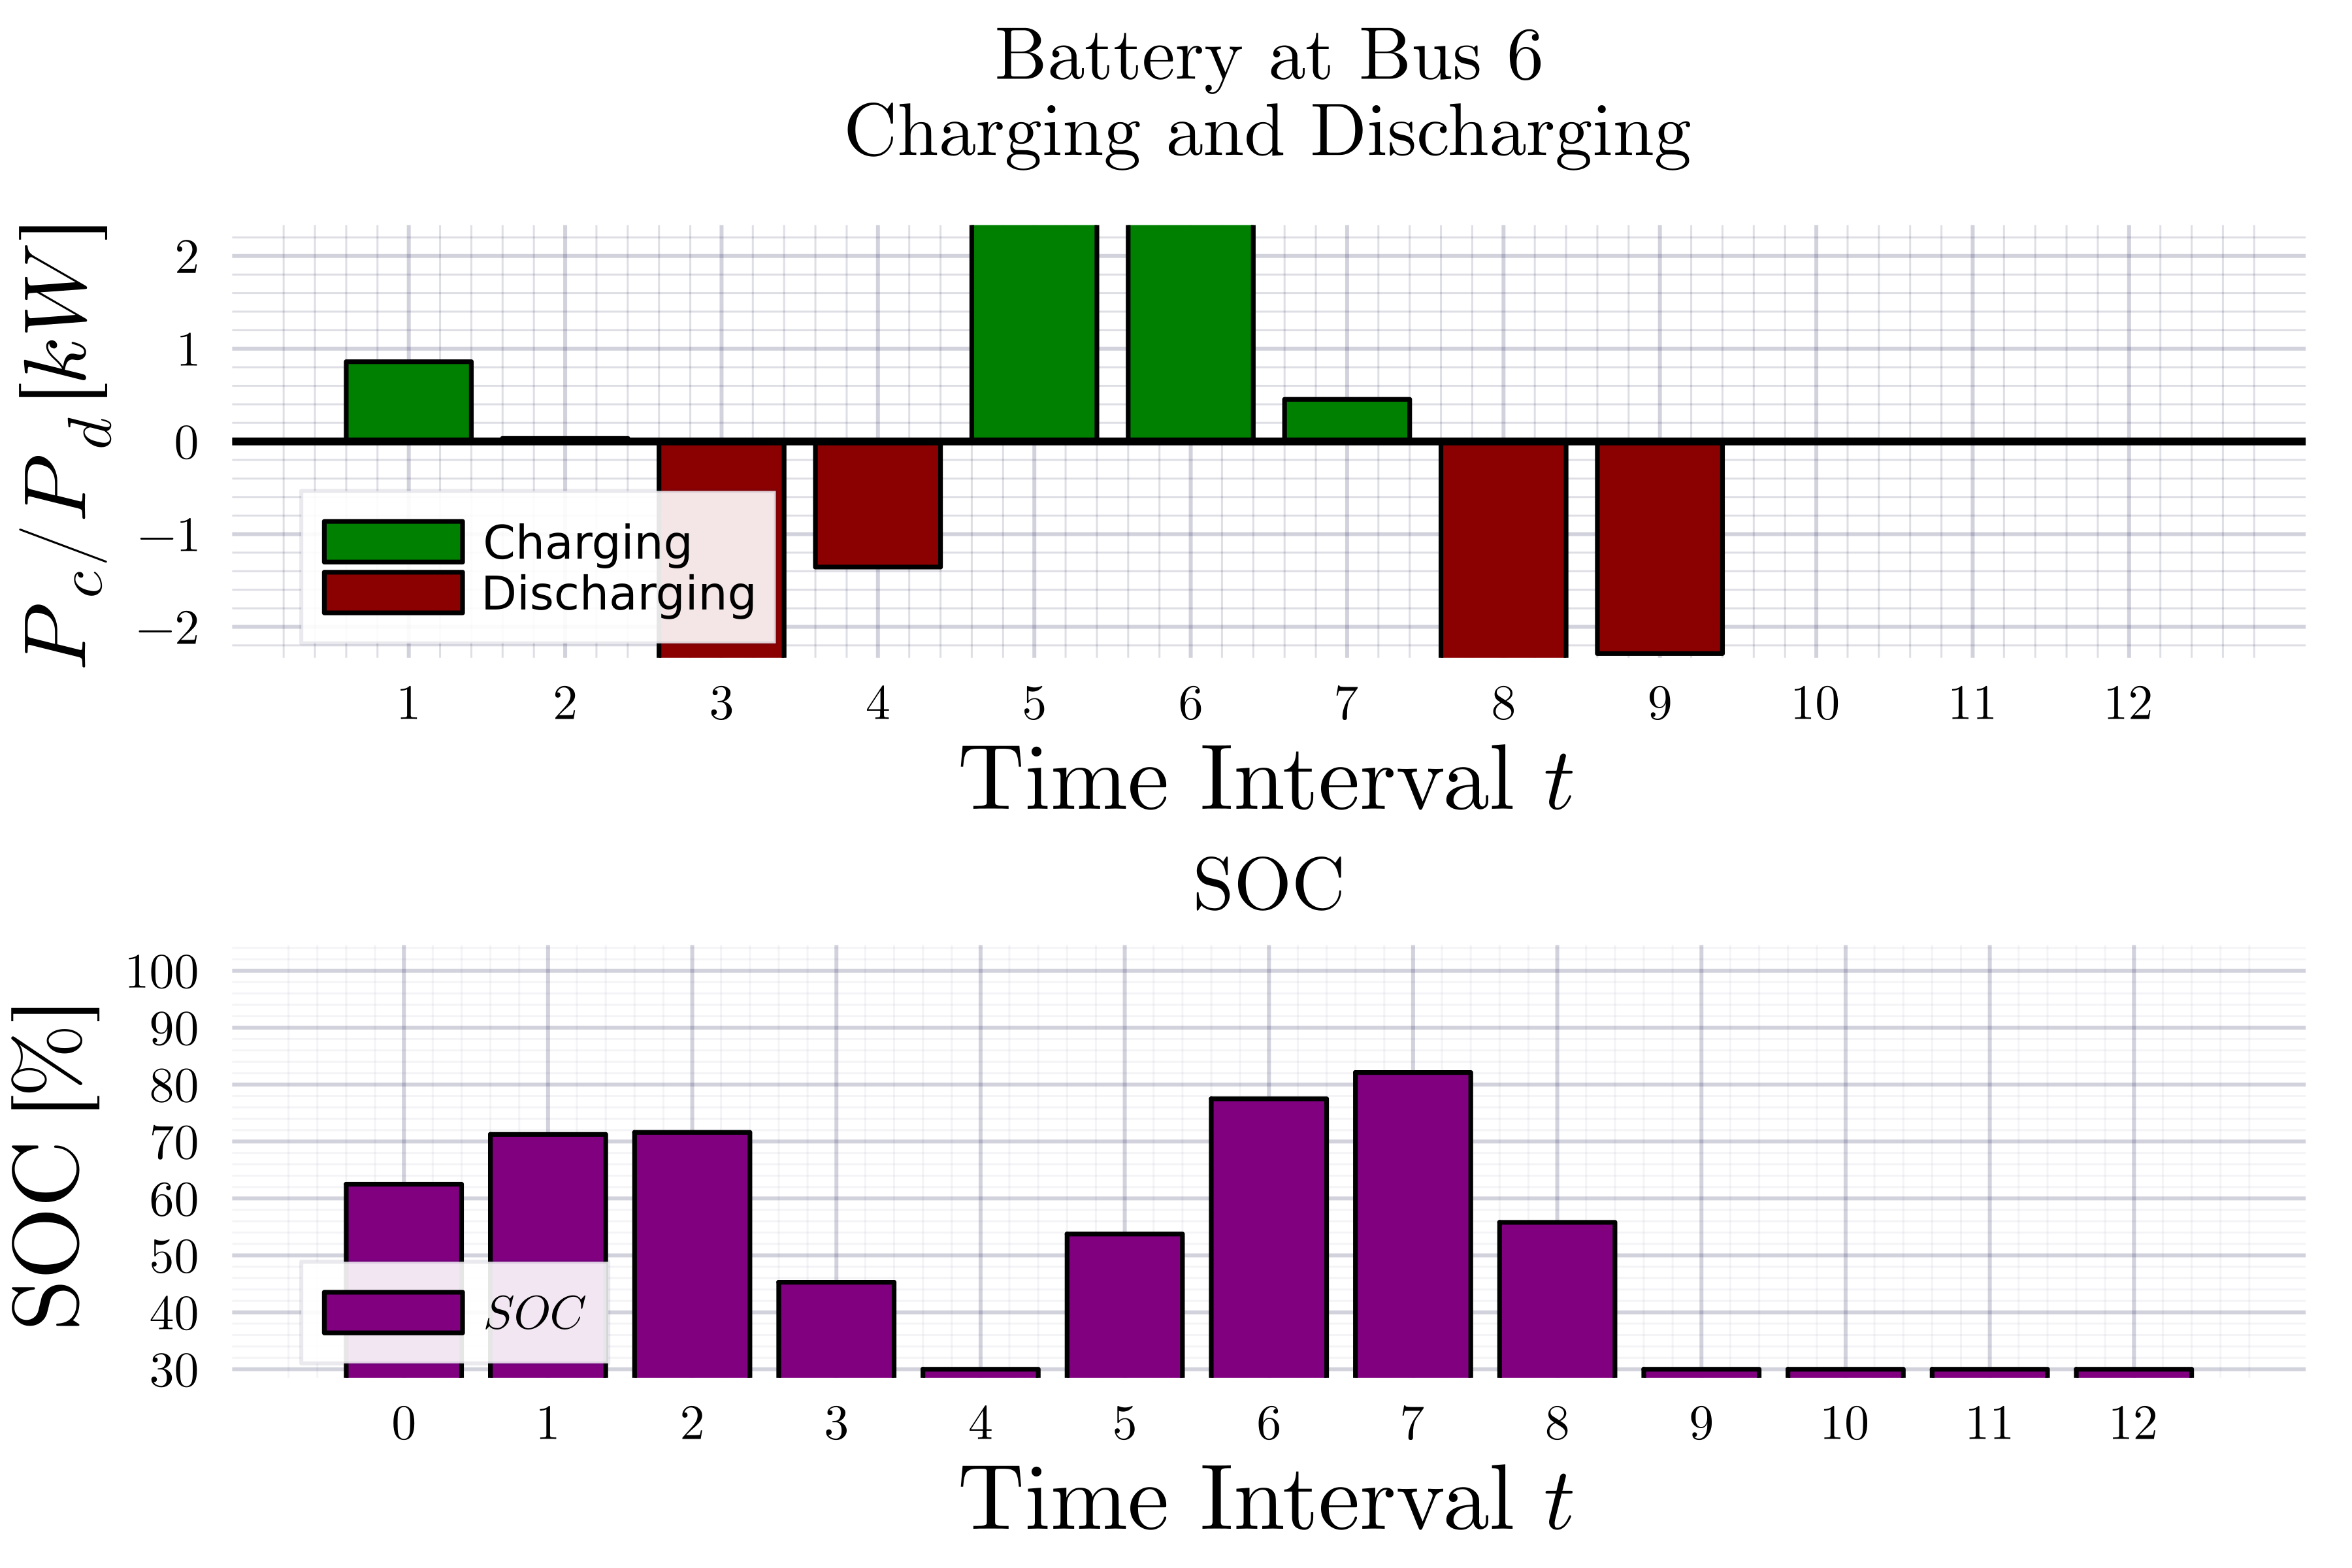 Battery at Bus 6
Charging and Discharging
P_c/P_d [kW]
2
1
0
−1
−2
Charging
Discharging
1 2 3 4 5 6 7 8 9 10 11 12
Time Interval t
SOC
SOC [%]
100
90
80
70
60
50
40
30
SOC
0 1 2 3 4 5 6 7 8 9 10 11 12
Time Interval t